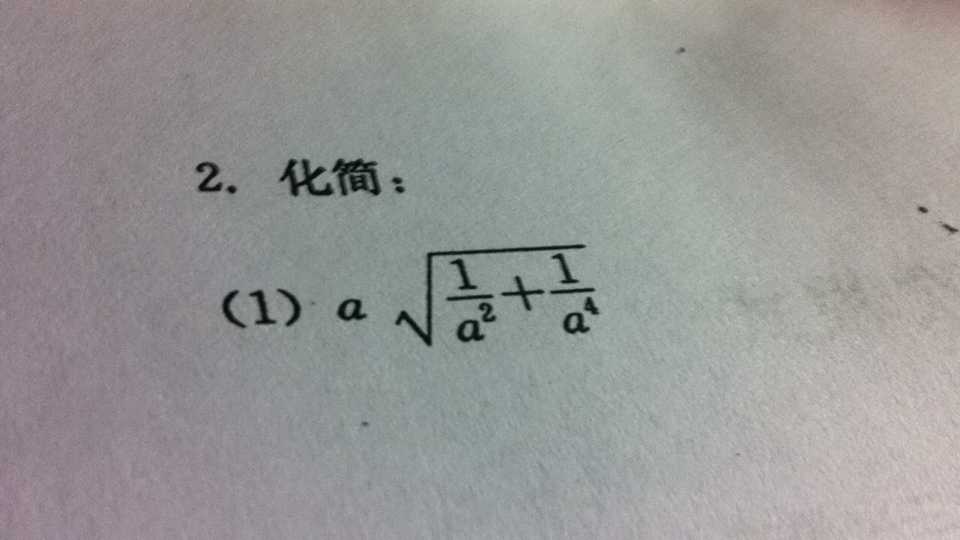 2. 化简:
(1) a √(1/a² + 1/a⁴)